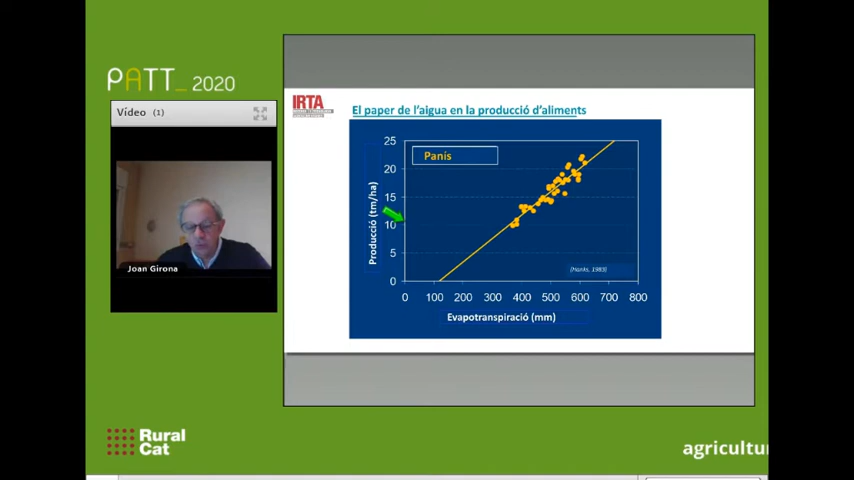 PATT_2020
Vídeo (1)
Joan Girona
IRTA
El paper de l'aigua en la producció d'aliments
Panís
25
20
15
10
5
0
Producció (tm/ha)
0 100 200 300 400 500 600 700 800
Evapotranspiració (mm)
(Hanks, 1983)
Rural
Cat
agricultu